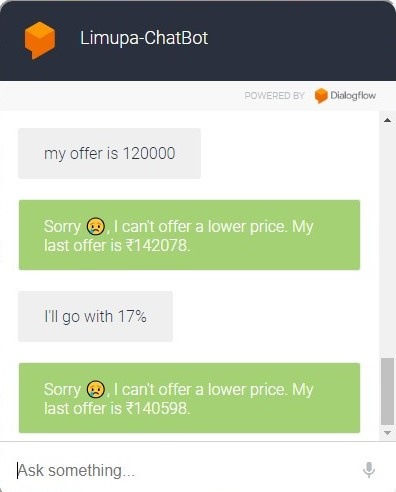 Limupa-ChatBot
POWERED BY Dialogflow
my offer is 120000
Sorry 😥, I can't offer a lower price. My
last offer is ₹142078.
I'll go with 17%
Sorry 😥, I can't offer a lower price. My
last offer is ₹140598.
Ask something...